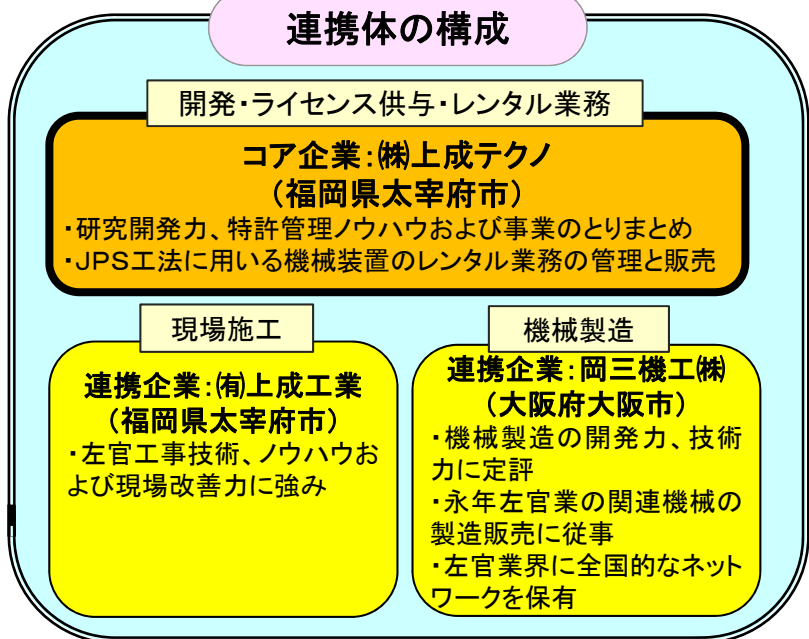 連携体の構成
開発・ライセンス供与・レンタル業務
コア企業：㈱上成テクノ
（福岡県太宰府市）
・研究開発力、特許管理ノウハウおよび事業のとりまとめ
・JPS工法に用いる機械装置のレンタル業務の管理と販売
現場施工
連携企業：㈲上成工業
（福岡県太宰府市）
・左官工事技術、ノウハウお
よび現場改善力に強み
機械製造
連携企業：岡三機工㈱
（大阪府大阪市）
・機械製造の開発力、技術
力に定評
・永年左官業の関連機械の
製造販売に従事
・左官業界に全国的なネット
ワークを保有